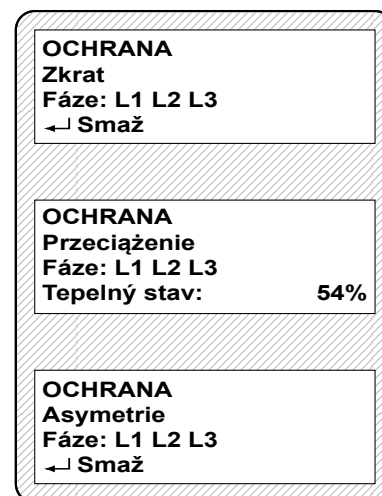 OCHRANA
Zkrat
Fáze: L1 L2 L3
↵ Smaž
OCHRANA
Przeciążenie
Fáze: L1 L2 L3
Tepelný stav: 54%
OCHRANA
Asymetrie
Fáze: L1 L2 L3
↵ Smaž